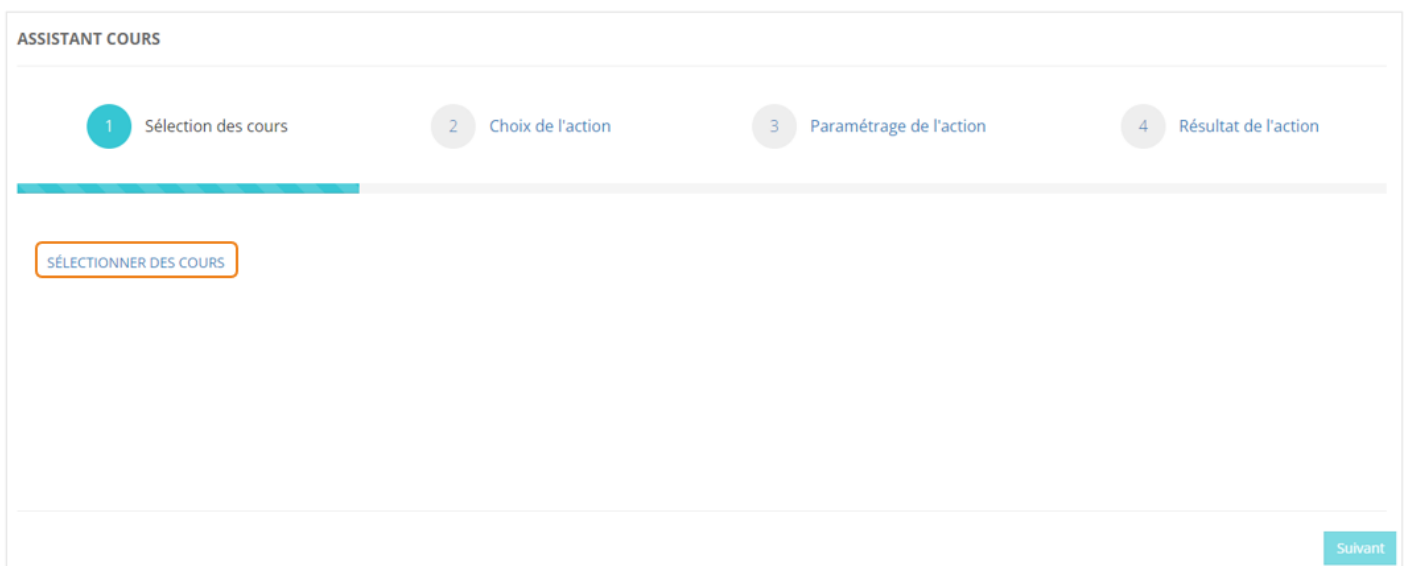 ASSISTANT COURS
1 Sélection des cours 2 Choix de l'action 3 Paramétrage de l'action 4 Résultat de l'action
SÉLECTIONNER DES COURS
Suivant